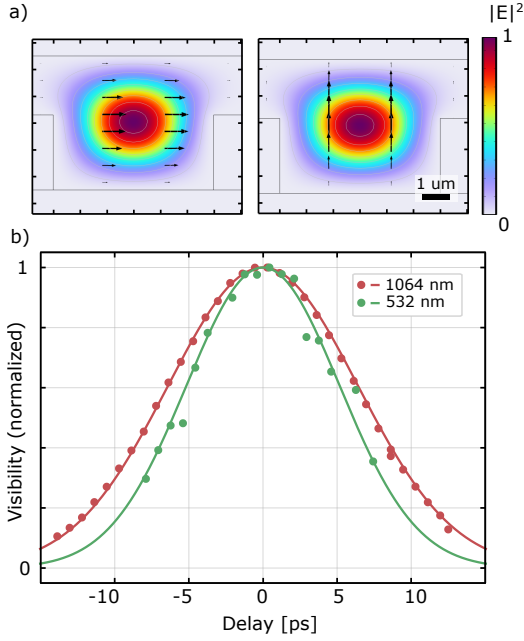 a)
|E|²
1
0
1 um
b)
1064 nm
532 nm
Visibility (normalized)
1
0
-10
-5
0
5
10
Delay [ps]